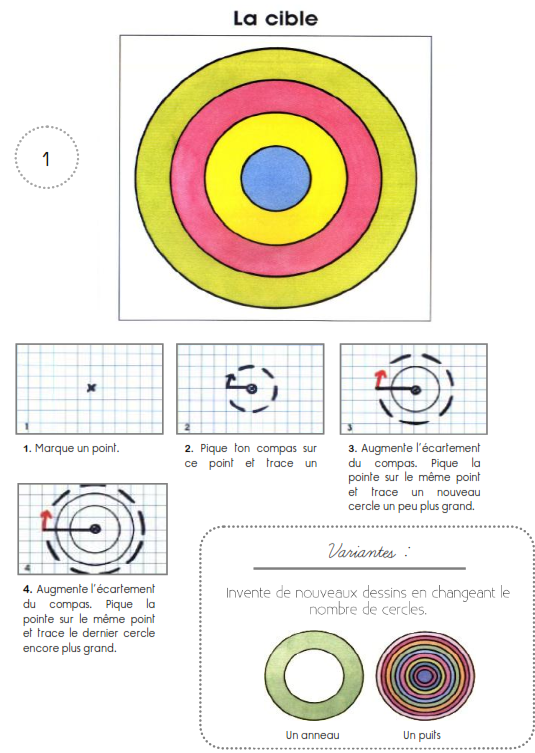 La cible
1
1
1. Marque un point.
2
2. Pique ton compas sur
ce point et trace un
3
3. Augmente l'écartement
du compas. Pique la
pointe sur le même point
et trace un nouveau
cercle un peu plus grand.
4
4. Augmente l'écartement
du compas. Pique la
pointe sur le même point
et trace le dernier cercle
encore plus grand.
Variantes :
Invente de nouveaux dessins en changeant le
nombre de cercles.
Un anneau
Un puits